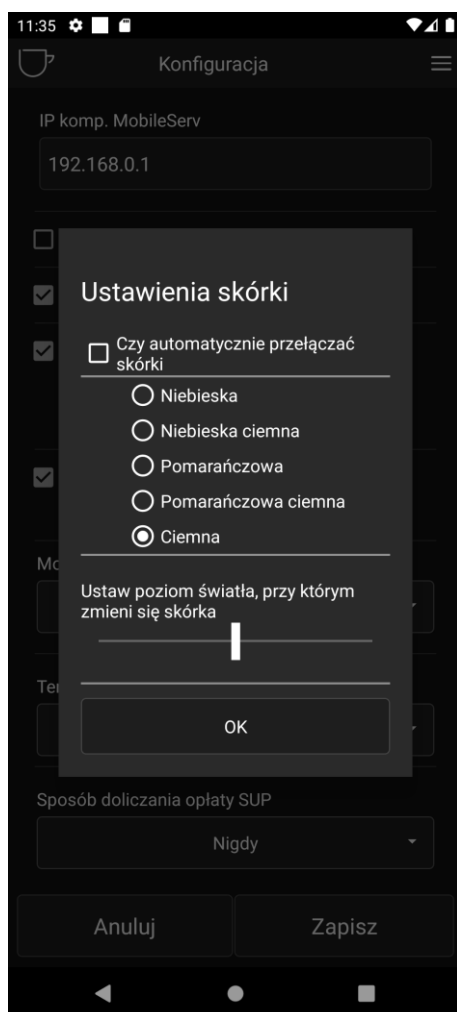 11:35
Konfiguracja
IP komp. MobileServ
192.168.0.1
Ustawienia skórki
Czy automatycznie przełączać
skórki
Niebieska
Niebieska ciemna
Pomarańczowa
Pomarańczowa ciemna
Ciemna
Mo
Ustaw poziom światła, przy którym
zmieni się skórka
Ter
OK
Sposób doliczania opłaty SUP
Nigdy
Anuluj
Zapisz